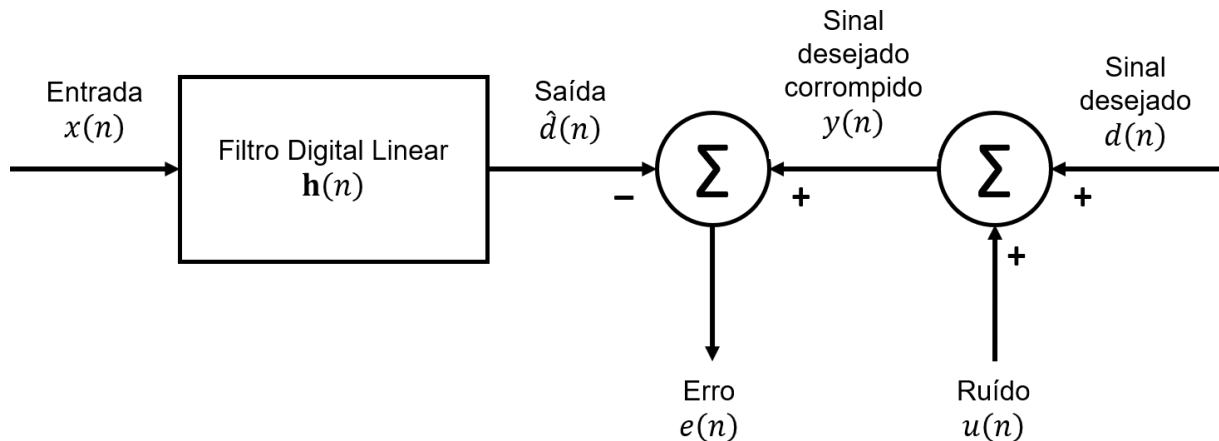 Entrada
x(n)
Filtro Digital Linear
h(n)
Saída
d̂(n)
−
Σ
+
Sinal
desejado
corrompido
y(n)
Σ
+
+
Sinal
desejado
d(n)
Erro
e(n)
Ruído
u(n)